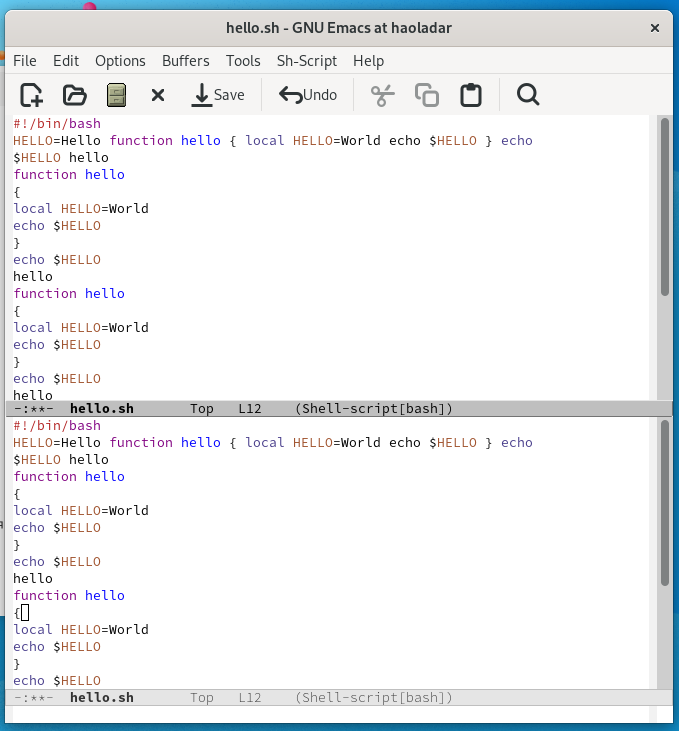 hello.sh - GNU Emacs at haoladar
File Edit Options Buffers Tools Sh-Script Help
Save Undo
#!/bin/bash
HELLO=Hello function hello { local HELLO=World echo $HELLO } echo
$HELLO hello
function hello
{
local HELLO=World
echo $HELLO
}
echo $HELLO
hello
function hello
{
local HELLO=World
echo $HELLO
}
echo $HELLO
hello
-:**- hello.sh Top L12 (Shell-script[bash])
#!/bin/bash
HELLO=Hello function hello { local HELLO=World echo $HELLO } echo
$HELLO hello
function hello
{
local HELLO=World
echo $HELLO
}
echo $HELLO
hello
function hello
{
local HELLO=World
echo $HELLO
}
echo $HELLO
-:**- hello.sh Top L12 (Shell-script[bash])